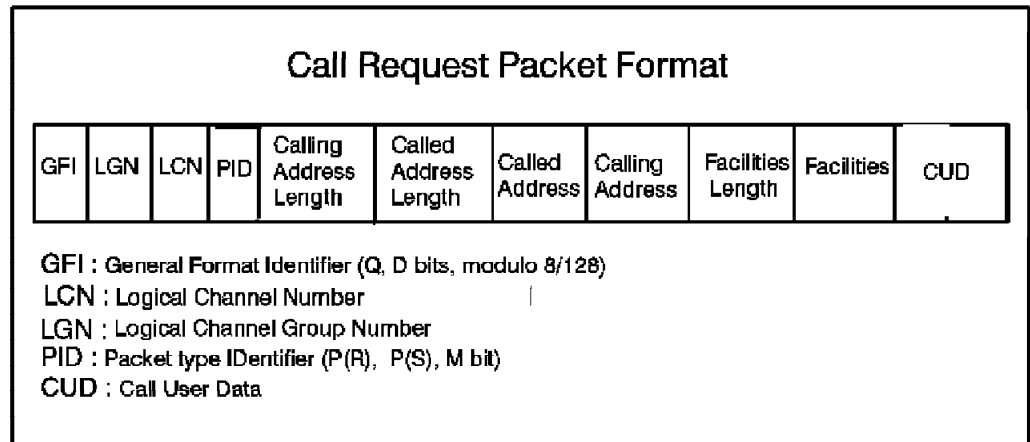 Call Request Packet Format
GFI
LGN
LCN
PID
Calling
Address
Length
Called
Address
Length
Called
Address
Calling
Address
Facilities
Length
Facilities
CUD
GFI : General Format Identifier (Q, D bits, modulo 8/128)
LCN : Logical Channel Number
LGN : Logical Channel Group Number
PID : Packet type IDentifier (P(R), P(S), M bit)
CUD : Call User Data